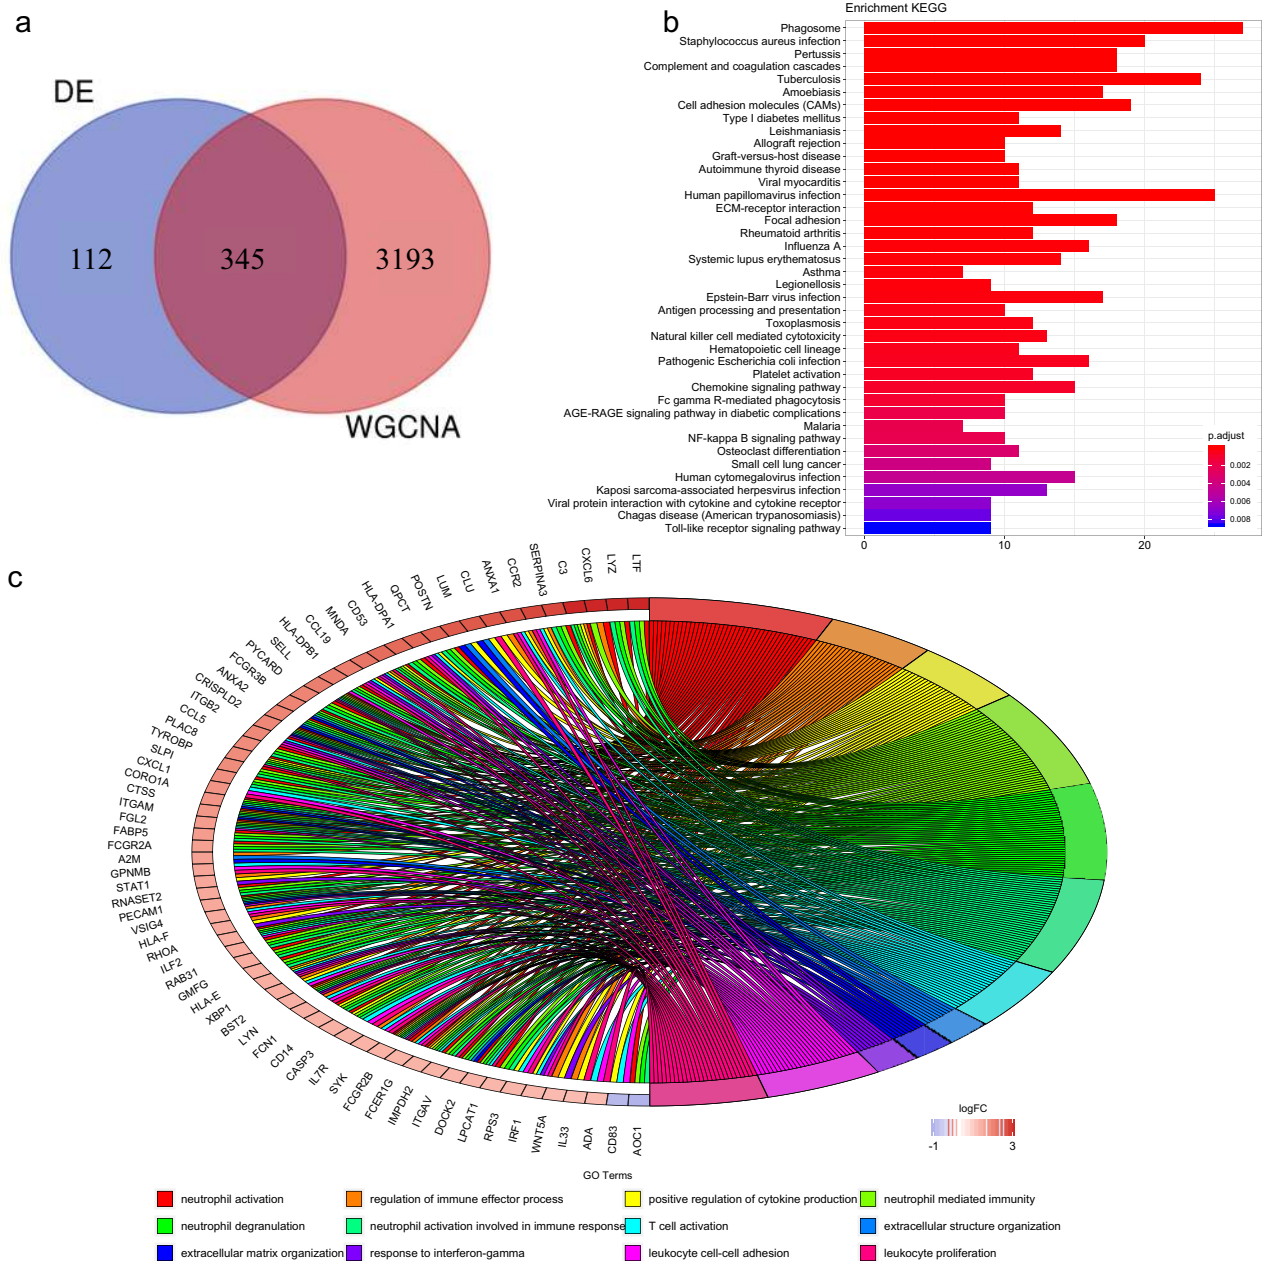 a
DE
112
345
3193
WGCNA
b
Enrichment KEGG
Phagosome
Staphylococcus aureus infection
Pertussis
Complement and coagulation cascades
Tuberculosis
Amoebiasis
Cell adhesion molecules (CAMs)
Type I diabetes mellitus
Leishmaniasis
Allograft rejection
Graft-versus-host disease
Autoimmune thyroid disease
Viral myocarditis
Human papillomavirus infection
ECM-receptor interaction
Focal adhesion
Rheumatoid arthritis
Influenza A
Systemic lupus erythematosus
Asthma
Legionellosis
Epstein-Barr virus infection
Antigen processing and presentation
Toxoplasmosis
Natural killer cell mediated cytotoxicity
Hematopoietic cell lineage
Pathogenic Escherichia coli infection
Platelet activation
Chemokine signaling pathway
Fc gamma R-mediated phagocytosis
AGE-RAGE signaling pathway in diabetic complications
Malaria
NF-kappa B signaling pathway
Osteoclast differentiation
Small cell lung cancer
Human cytomegalovirus infection
Kaposi sarcoma-associated herpesvirus infection
Viral protein interaction with cytokine and cytokine receptor
Chagas disease (American trypanosomiasis)
Toll-like receptor signaling pathway
0 10 20
p.adjust
0.002
0.004
0.006
0.008
c
LTF
LYZ
CXCL6
C3
SERPINA3
CCR2
ANXA1
CLU
LUM
POSTN
QPCT
HLA-DPA1
CD53
MNDA
CCL19
HLA-DPB1
SELL
PYCARD
FCGR3B
ANXA2
CRISPLD2
ITGB2
CCL5
PLAC8
TYROBP
SLPI
CXCL1
CORO1A
CTSS
ITGAM
FGL2
FABP5
FCGR2A
A2M
GPNMB
STAT1
RNASET2
PECAM1
VSIG4
HLA-F
RHOA
ILF2
RAB31
GMFG
HLA-E
XBP1
BST2
LYN
FCN1
CD14
CASP3
IL7R
SYK
FCGR2B
FCER1G
IMPDH2
ITGAV
DOCK2
LPCAT1
RPS3
IRF1
WNT5A
IL33
ADA
CD83
AOC1
logFC
-1 3
GO Terms
neutrophil activation regulation of immune effector process positive regulation of cytokine production neutrophil mediated immunity
neutrophil degranulation neutrophil activation involved in immune response T cell activation extracellular structure organization
extracellular matrix organization response to interferon-gamma leukocyte cell-cell adhesion leukocyte proliferation